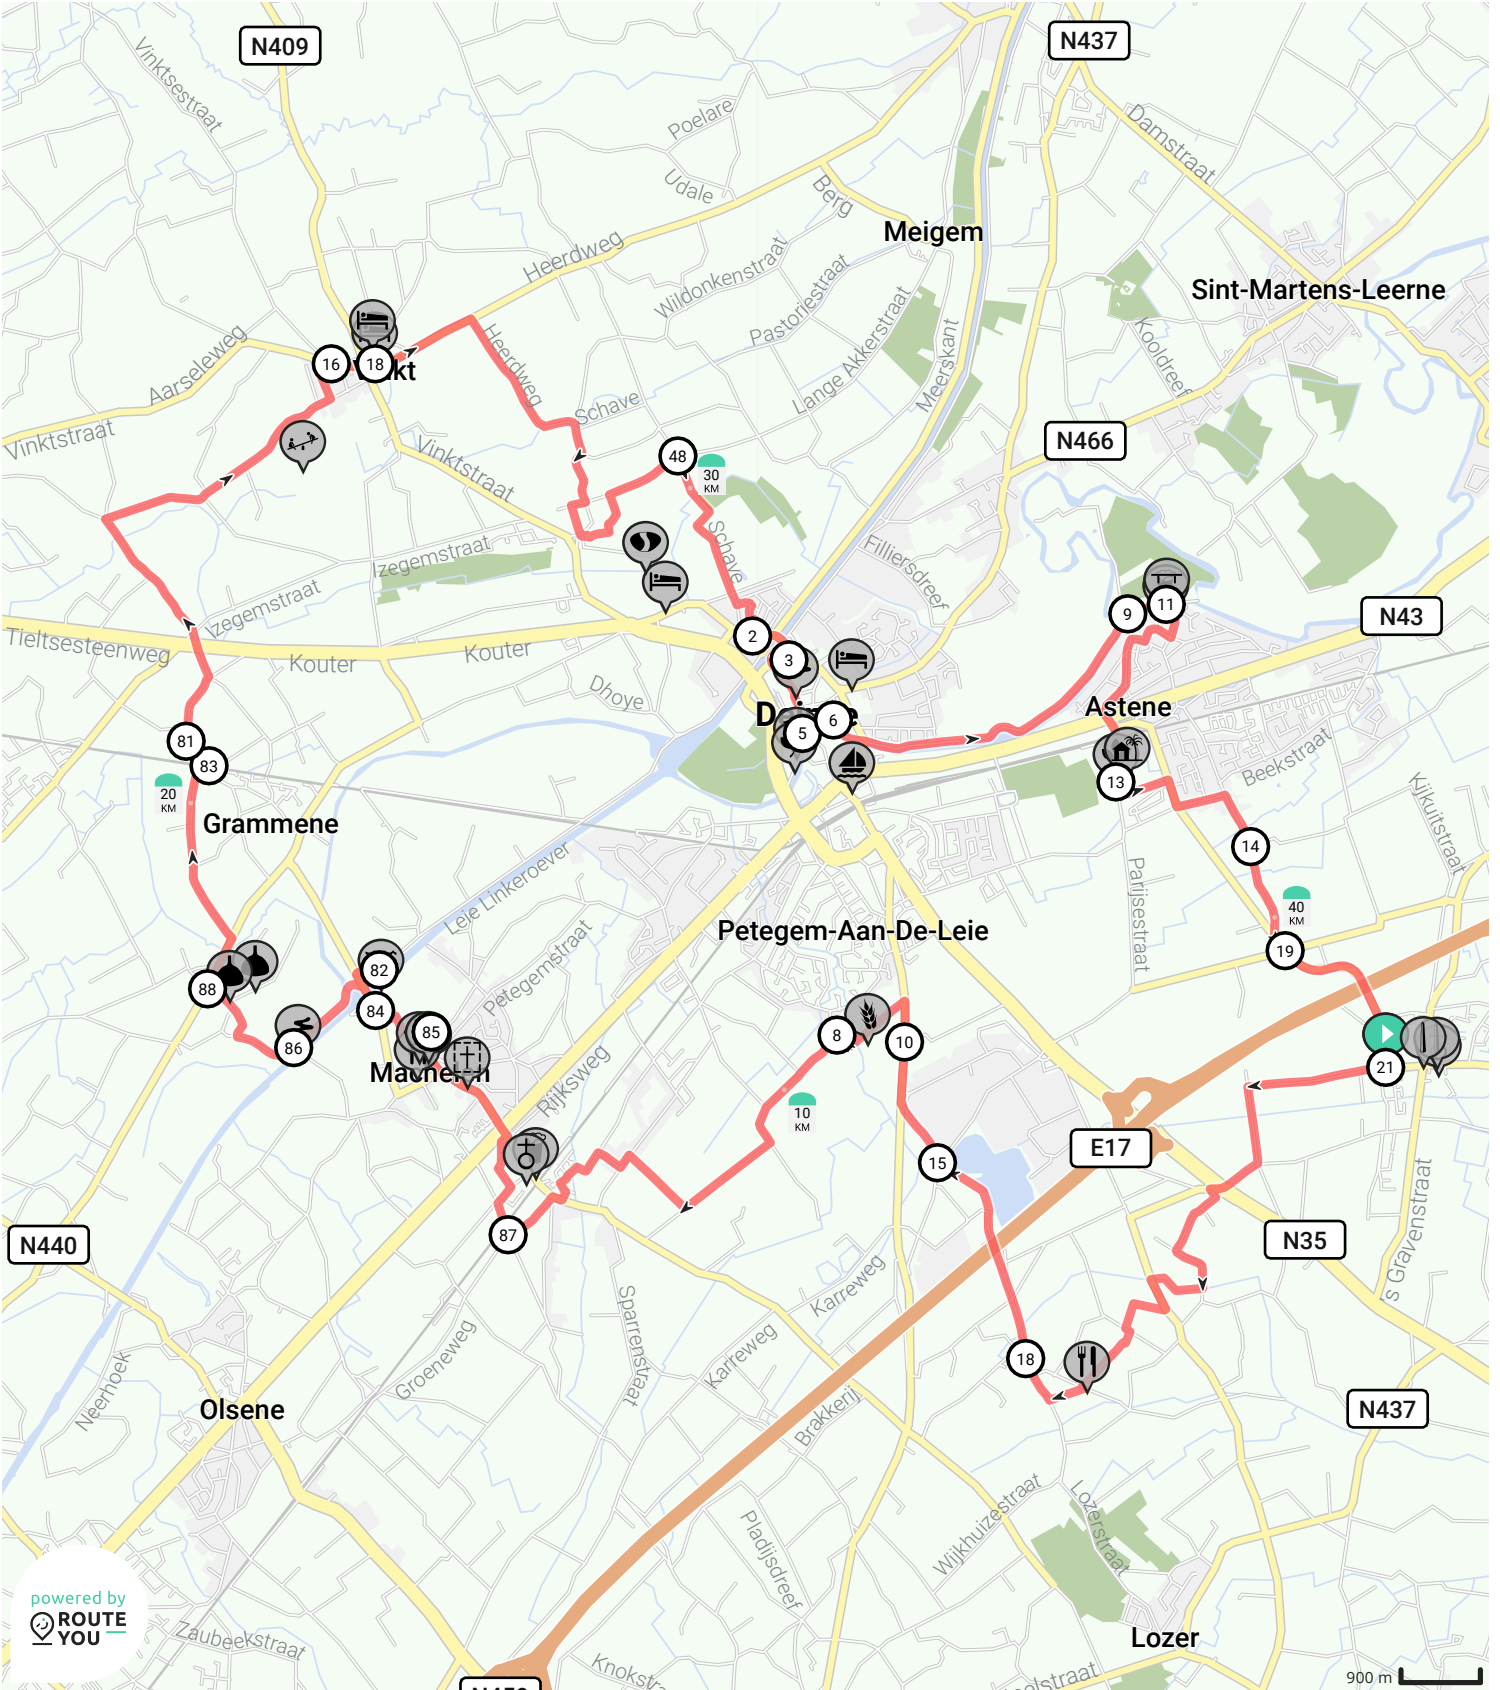 N409
N437
Vinktsestraat
Poelare
Damstraat
Udale
Berg
Meigem
Heerdweg
Sint-Martens-Leerne
Wildonkenstraat
Pastoriestraat
Lange Akkerstraat
Meerskant
Kooldreef
Aarseleweg
16
18
Heerdweg
Schave
Vinktstraat
N466
Vinktstraat
48
30
KM
Schave
Filliersdreef
Izegemstraat
Izegemstraat
9
11
N43
Tieltsesteenweg
Kouter
Kouter
2
3
Dhoye
Astene
6
5
81
83
13
Beekstraat
Kijkuitstraat
20
KM
Grammene
14
Leie Linkeroever
Parijsestraat
40
KM
Petegem-Aan-De-Leie
19
Petegemstraat
82
88
84
85
86
8
10
21
Rijksweg
10
KM
E17
15
87
N440
N35
's Gravenstraat
Karreweg
Sparrenstraat
Groeneweg
Karreweg
18
Neerhoek
Olsene
Brakkerij
N437
Wijkhuizestraat
Lozerstraat
Pladijsdreef
powered by
ROUTE
YOU
Zaubeekstraat
Lozer
900 m